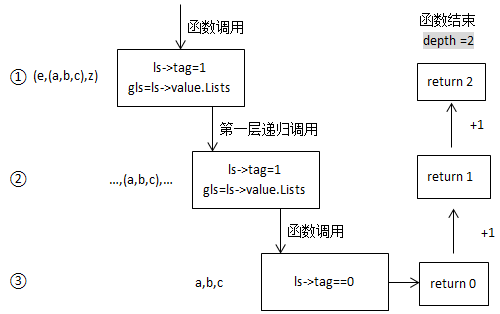 函数调用
函数结束
depth =2
① (e,(a,b,c),z)
ls->tag=1
gls=ls->value.Lists
return 2
第一层递归调用
+1
② …,(a,b,c),…
ls->tag=1
gls=ls->value.Lists
return 1
函数调用
+1
③ a,b,c
ls->tag==0
return 0